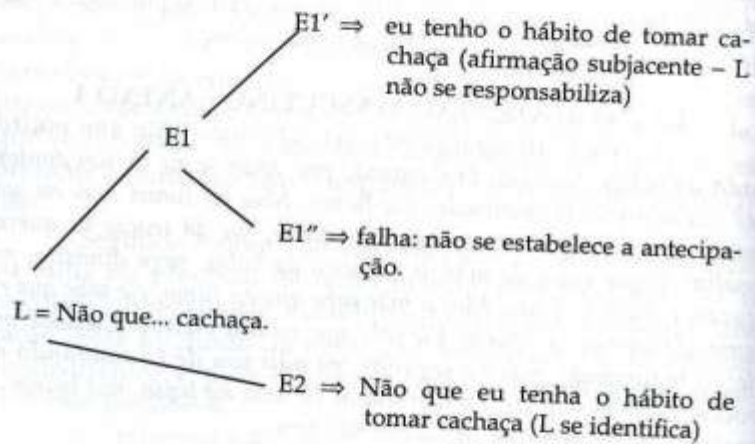 E1′ ⇒ eu tenho o hábito de tomar ca-
chaça (afirmação subjacente – L
não se responsabiliza)
E1
E1″ ⇒ falha: não se estabelece a antecipa-
ção.
L = Não que... cachaça.
E2 ⇒ Não que eu tenha o hábito de
tomar cachaça (L se identifica)